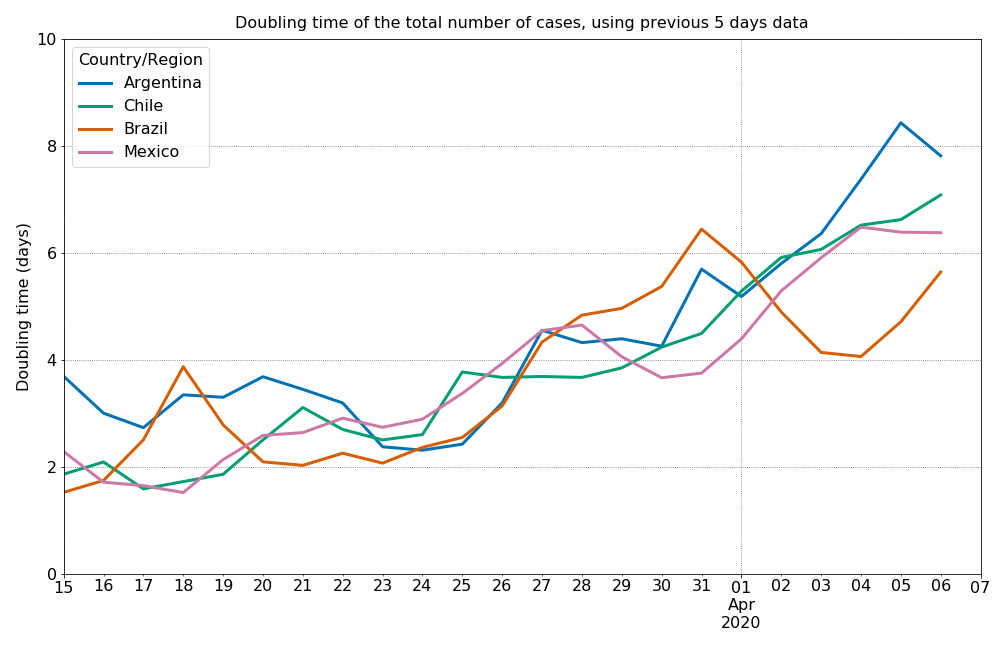 Doubling time of the total number of cases, using previous 5 days data
10
8
6
4
2
0
Doubling time (days)
Country/Region
Argentina
Chile
Brazil
Mexico
15 16 17 18 19 20 21 22 23 24 25 26 27 28 29 30 31 01 02 03 04 05 06 07
Apr
2020